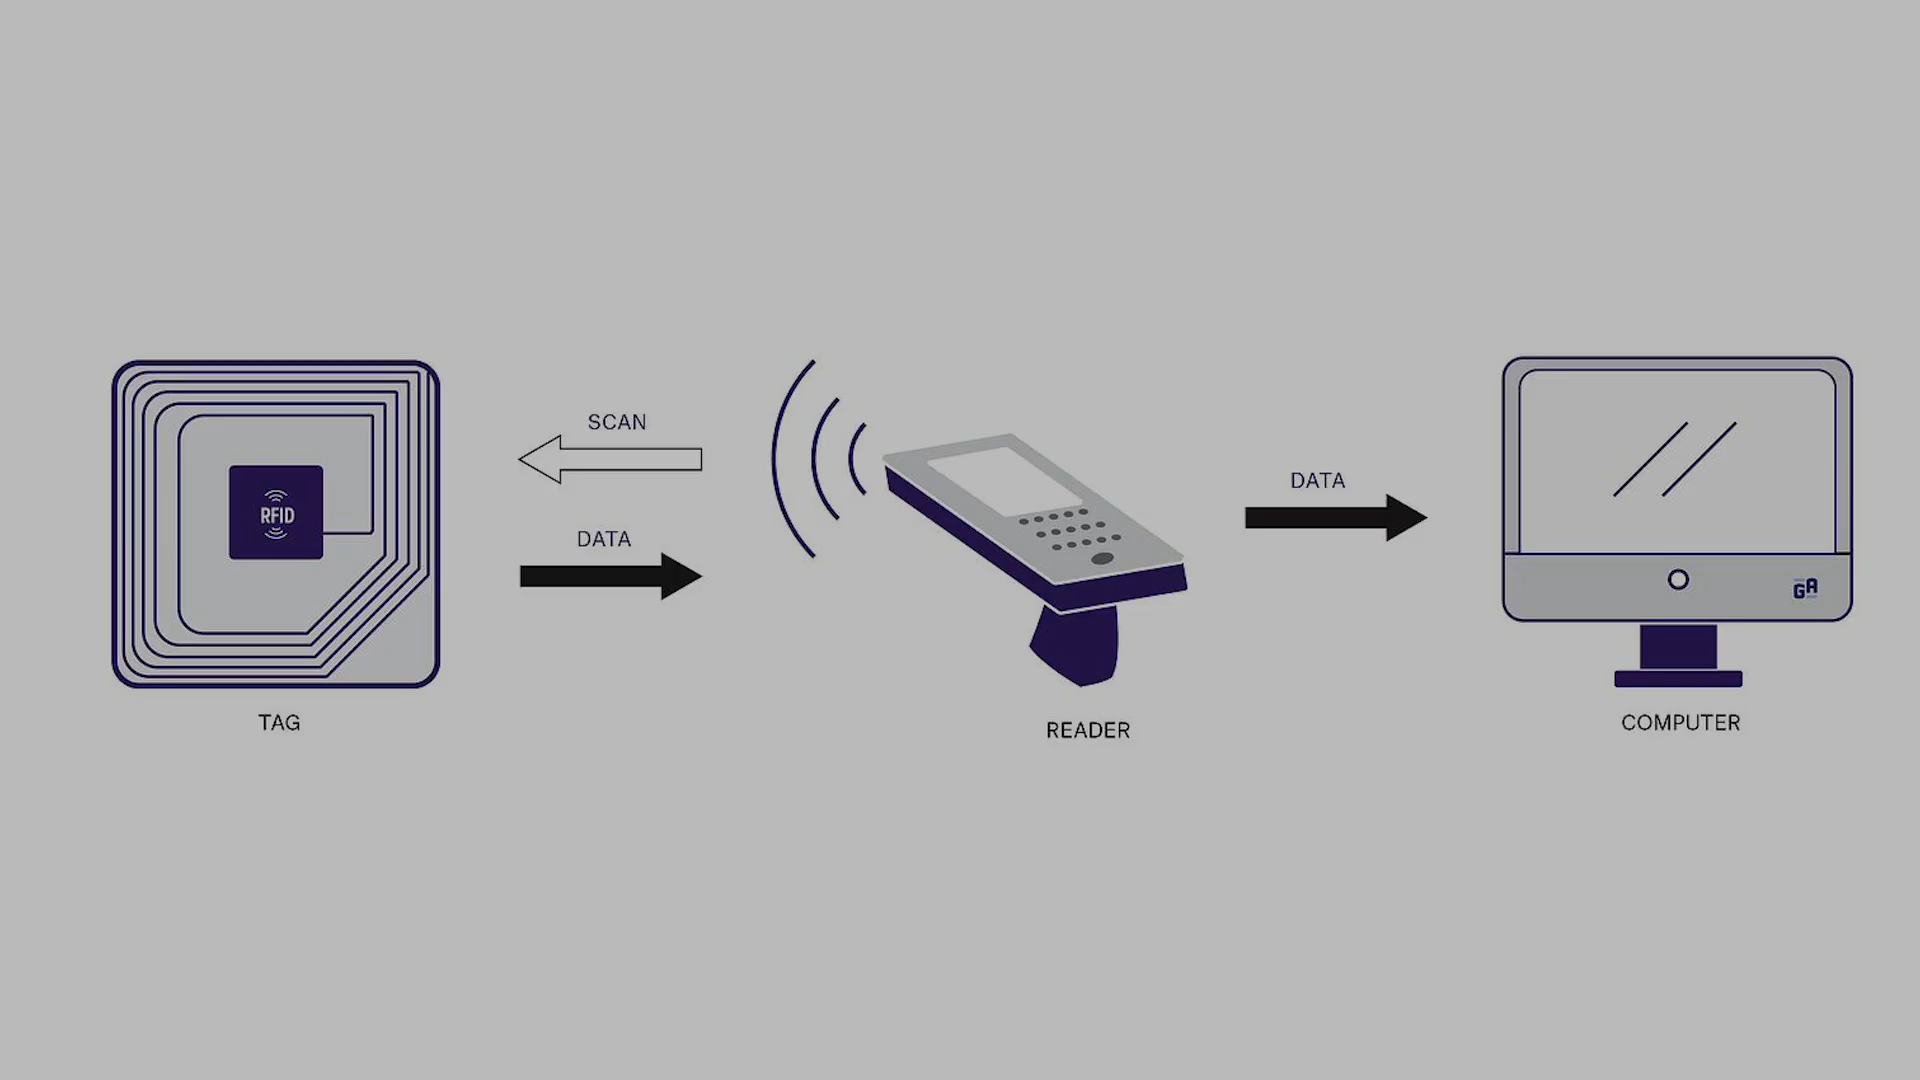 SCAN
DATA
DATA
RFID
GA
TAG
READER
COMPUTER